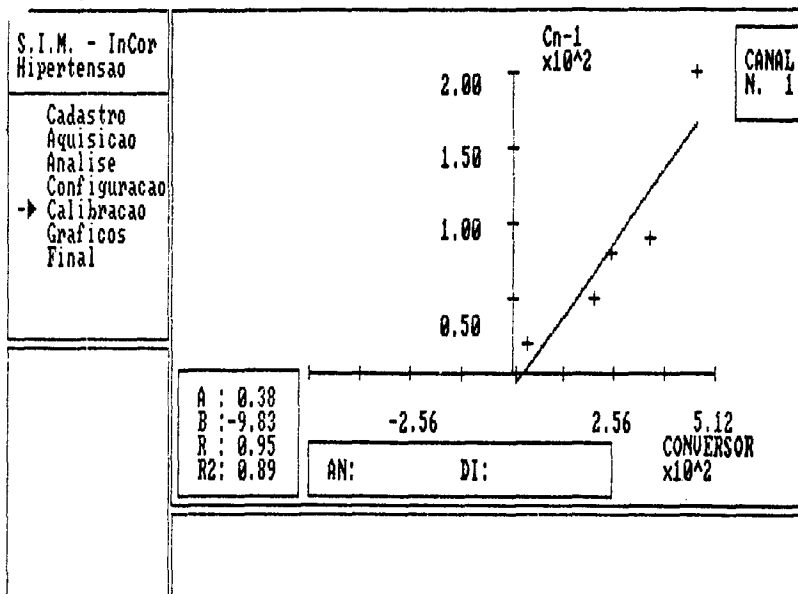 S.I.M. - InCor
Hipertensao
Cadastro
Aquisicao
Analise
Configuracao
Calibracao
Graficos
Final
Cn-1
x10^2
CANAL
N. 1
2.00
1.50
1.00
0.50
-2.56 2.56 5.12
CONVERSOR
x10^2
A : 0.38
B :-9.83
R : 0.95
R2: 0.89
AN: DI: